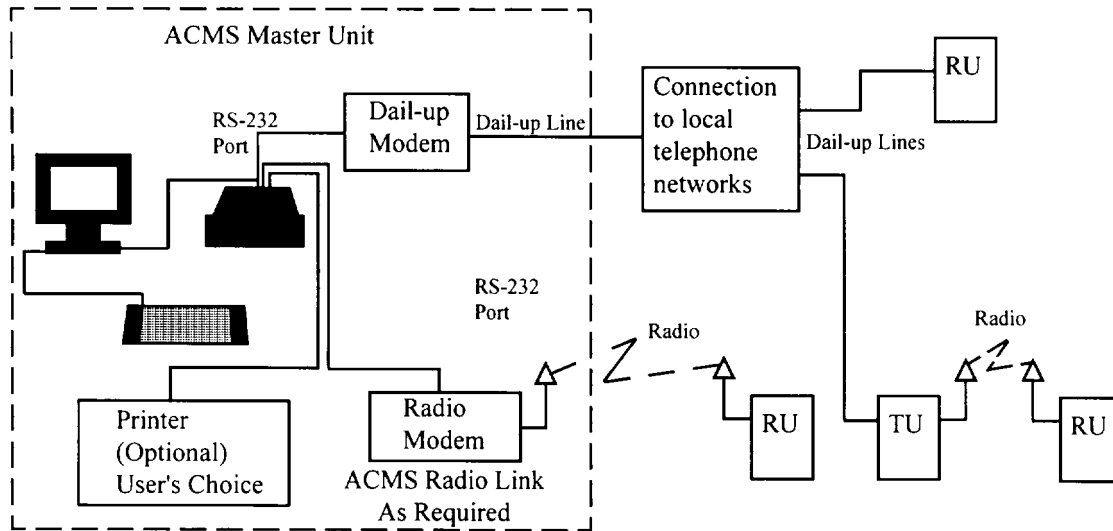 ACMS Master Unit
RS-232
Port
Dail-up
Modem
Dail-up Line
Connection
to local
telephone
networks
Dail-up Lines
RU
RS-232
Port
Radio
Radio
Printer
(Optional)
User's Choice
Radio
Modem
ACMS Radio Link
As Required
RU
TU
RU